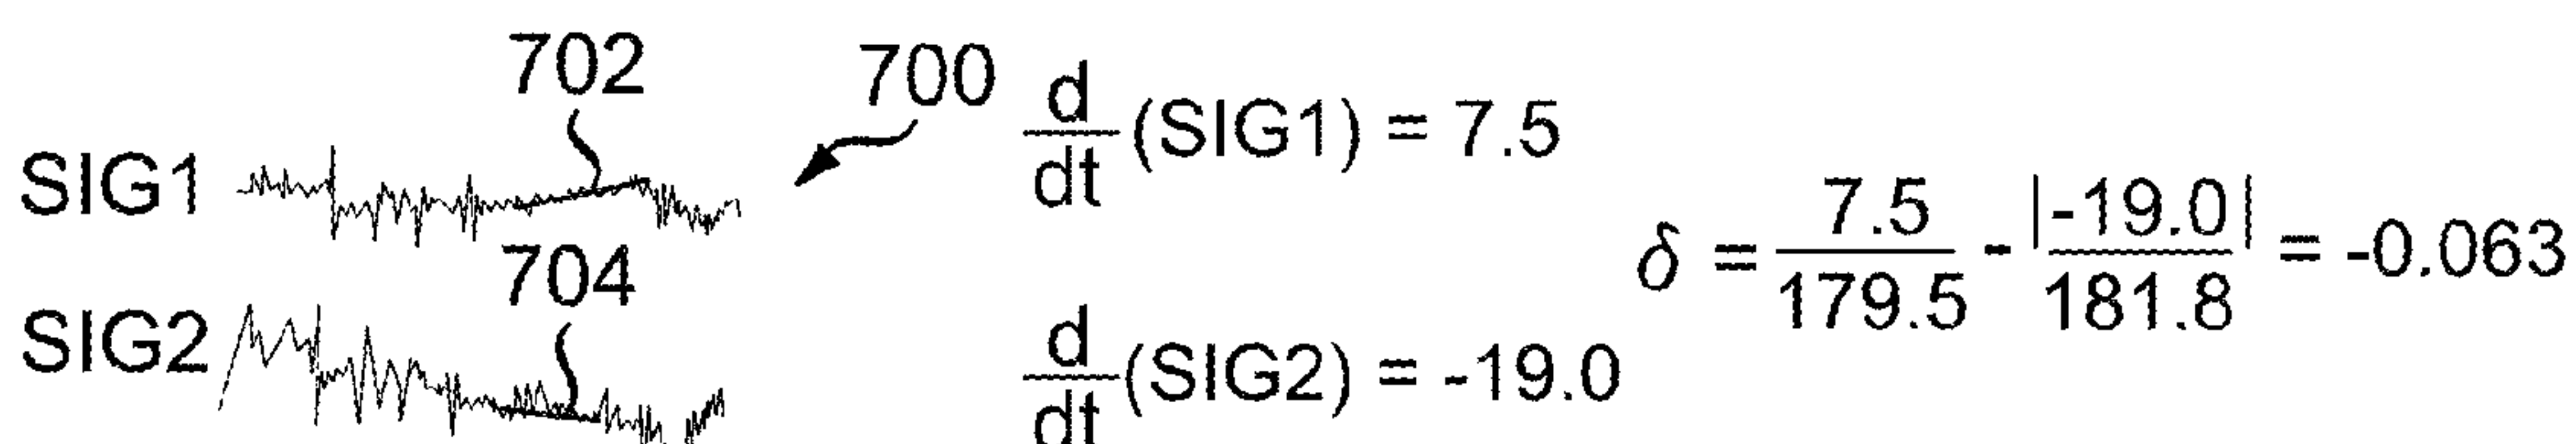 702
700
d/dt (SIG1) = 7.5
SIG1
δ = 7.5/179.5 - |-19.0|/181.8 = -0.063
704
SIG2
d/dt (SIG2) = -19.0